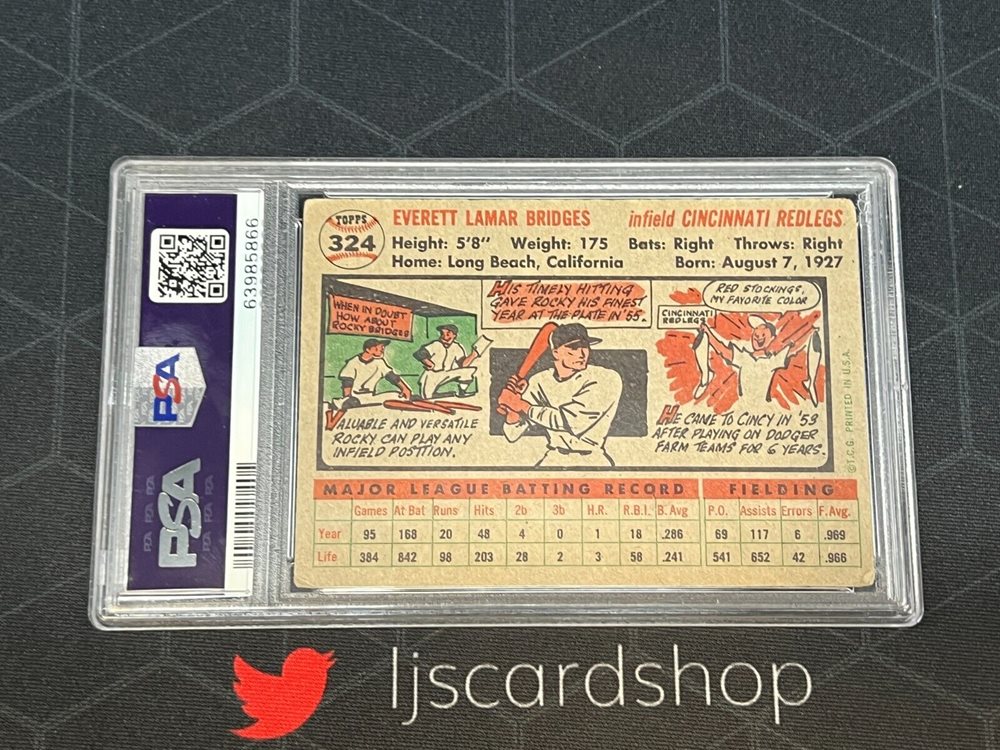 63985866
PSA
PSA
TOPPS
324
EVERETT LAMAR BRIDGES infield CINCINNATI REDLEGS
Height: 5'8" Weight: 175 Bats: Right Throws: Right
Home: Long Beach, California Born: August 7, 1927
WHEN IN DOUBT
HOW ABOUT
ROCKY BRIDGES
VALUABLE AND VERSATILE
ROCKY CAN PLAY ANY
INFIELD POSITION.
HIS TIMELY HITTING
GAVE ROCKY HIS FINEST
YEAR AT THE PLATE IN '55.
RED STOCKINGS,
MY FAVORITE COLOR
CINCINNATI
REDLEGS
HE CAME TO CINCY IN '53
AFTER PLAYING ON DODGER
FARM TEAMS FOR 6 YEARS.
©T.C.G. PRINTED IN U.S.A.
MAJOR LEAGUE BATTING RECORD FIELDING
Games At Bat Runs Hits 2b 3b H.R. R.B.I. B. Avg P.O. Assists Errors F. Avg.
Year 95 168 20 48 4 0 1 18 .286 69 117 6 .969
Life 384 842 98 203 28 2 3 58 .241 541 652 42 .966
ljscardshop